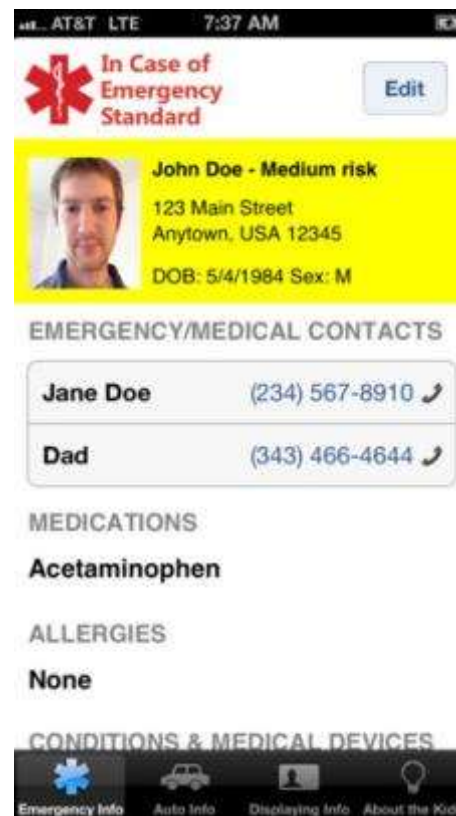 AT&T LTE 7:37 AM
In Case of
Emergency
Standard
Edit
John Doe - Medium risk
123 Main Street
Anytown, USA 12345
DOB: 5/4/1984 Sex: M
EMERGENCY/MEDICAL CONTACTS
Jane Doe (234) 567-8910
Dad (343) 466-4644
MEDICATIONS
Acetaminophen
ALLERGIES
None
CONDITIONS & MEDICAL DEVICES
Emergency Info Auto Info Displaying Info About the Kid